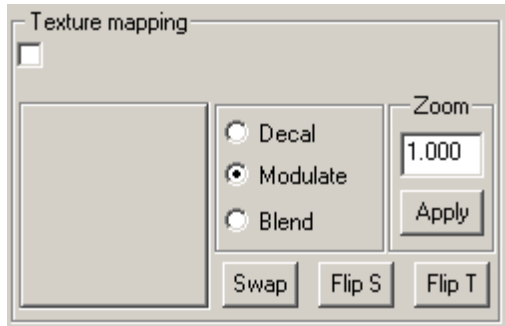 Texture mapping
Zoom
Decal
1.000
Modulate
Apply
Blend
Swap
Flip S
Flip T